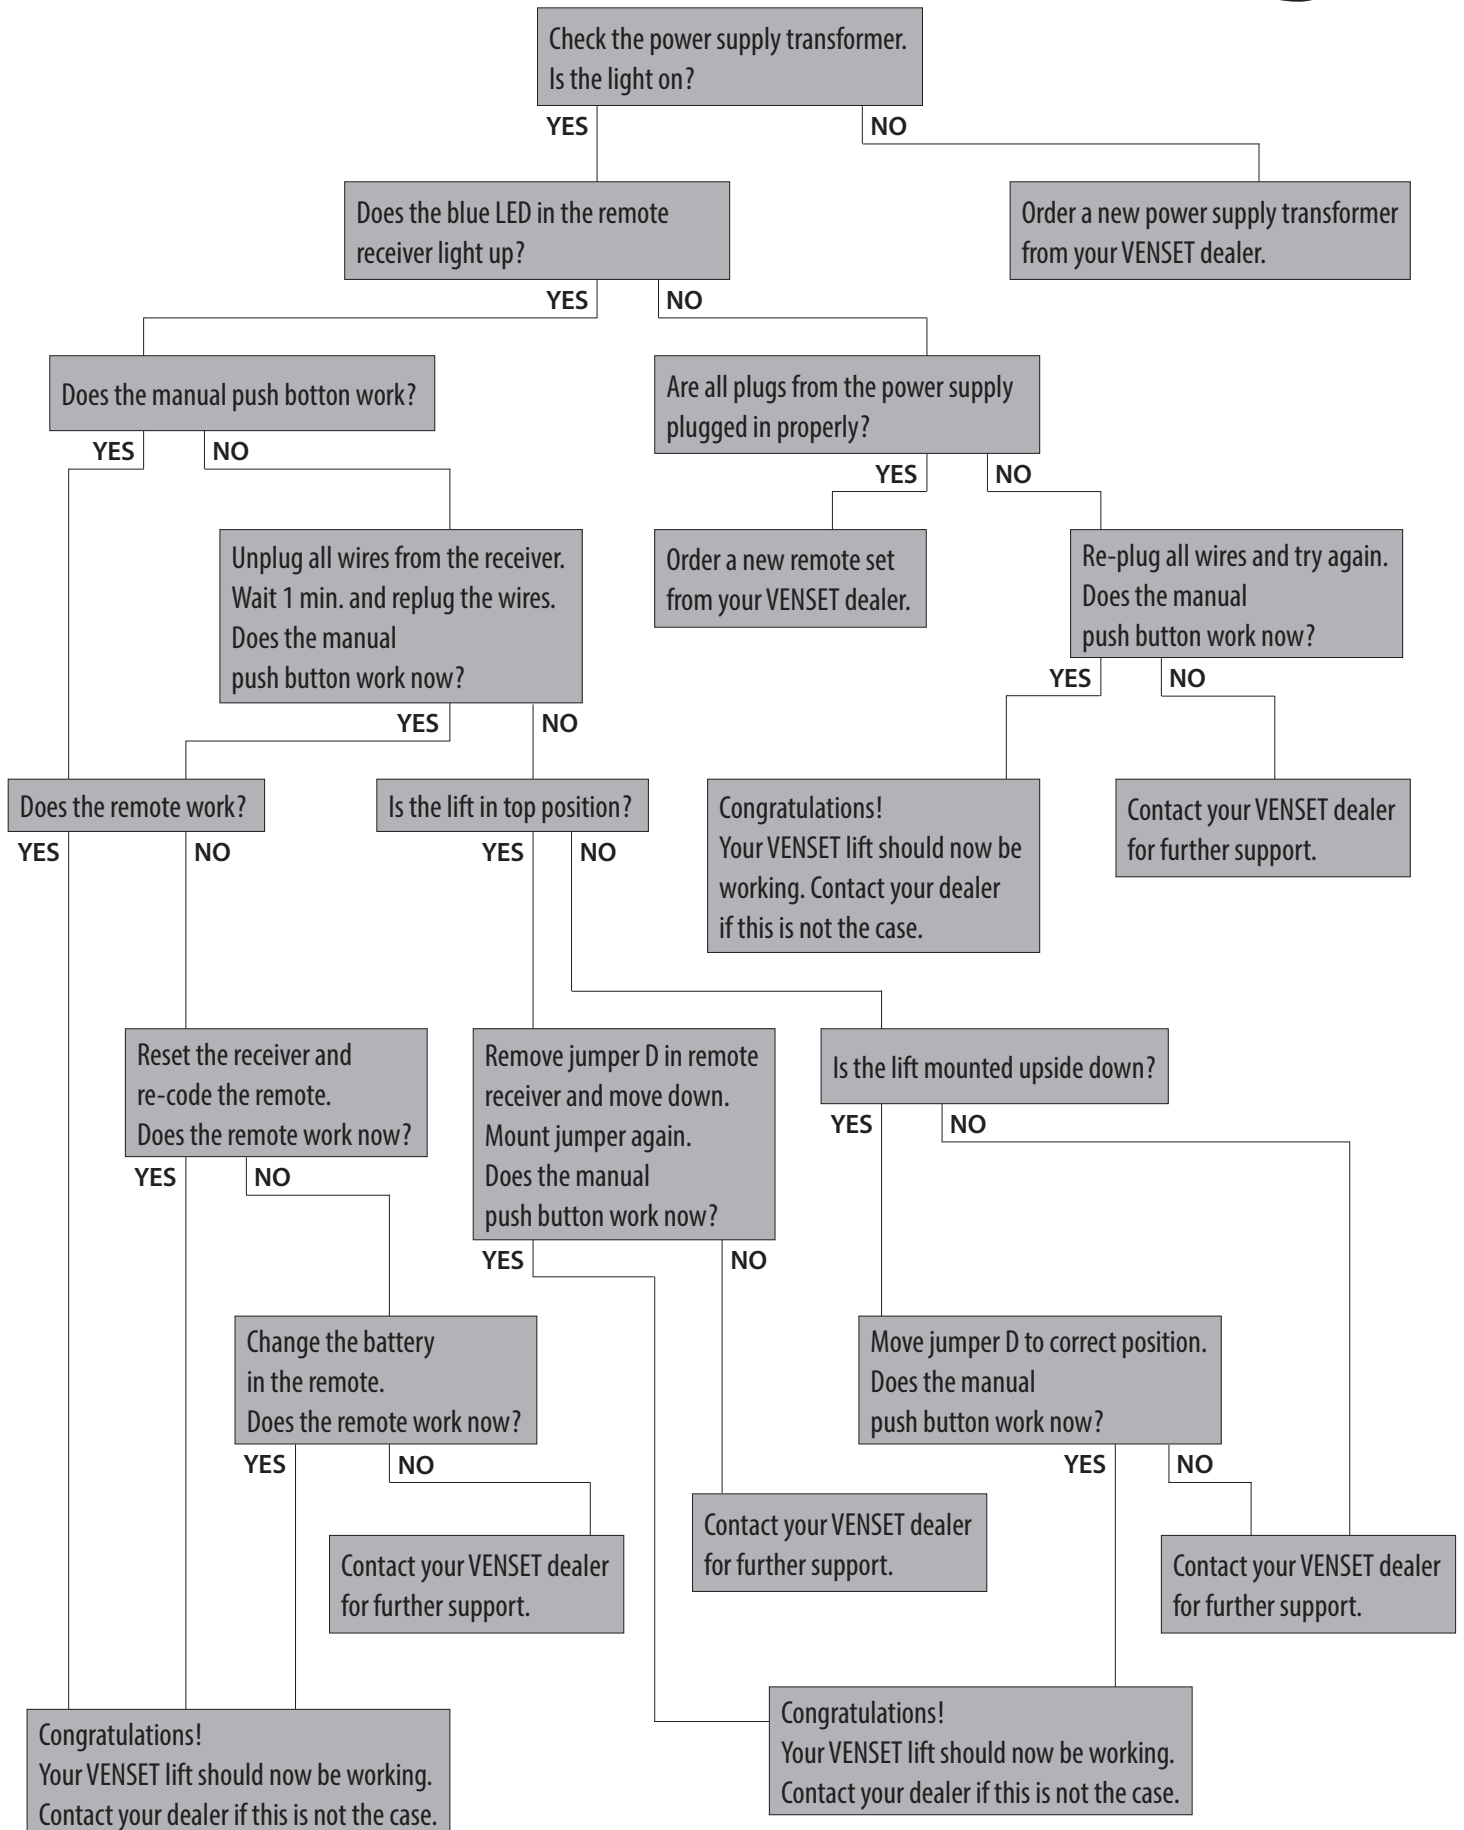 Check the power supply transformer.
Is the light on?
YES
NO
Does the blue LED in the remote
receiver light up?
Order a new power supply transformer
from your VENSET dealer.
YES
NO
Does the manual push botton work?
Are all plugs from the power supply
plugged in properly?
YES
NO
YES
NO
Unplug all wires from the receiver.
Wait 1 min. and replug the wires.
Does the manual
push button work now?
Order a new remote set
from your VENSET dealer.
Re-plug all wires and try again.
Does the manual
push button work now?
YES
NO
YES
NO
Does the remote work?
Is the lift in top position?
Congratulations!
Your VENSET lift should now be
working. Contact your dealer
if this is not the case.
Contact your VENSET dealer
for further support.
YES
NO
YES
NO
Reset the receiver and
re-code the remote.
Does the remote work now?
Remove jumper D in remote
receiver and move down.
Mount jumper again.
Does the manual
push button work now?
Is the lift mounted upside down?
YES
NO
YES
NO
YES
NO
Change the battery
in the remote.
Does the remote work now?
Move jumper D to correct position.
Does the manual
push button work now?
YES
NO
YES
NO
Contact your VENSET dealer
for further support.
Contact your VENSET dealer
for further support.
Contact your VENSET dealer
for further support.
Congratulations!
Your VENSET lift should now be working.
Contact your dealer if this is not the case.
Congratulations!
Your VENSET lift should now be working.
Contact your dealer if this is not the case.